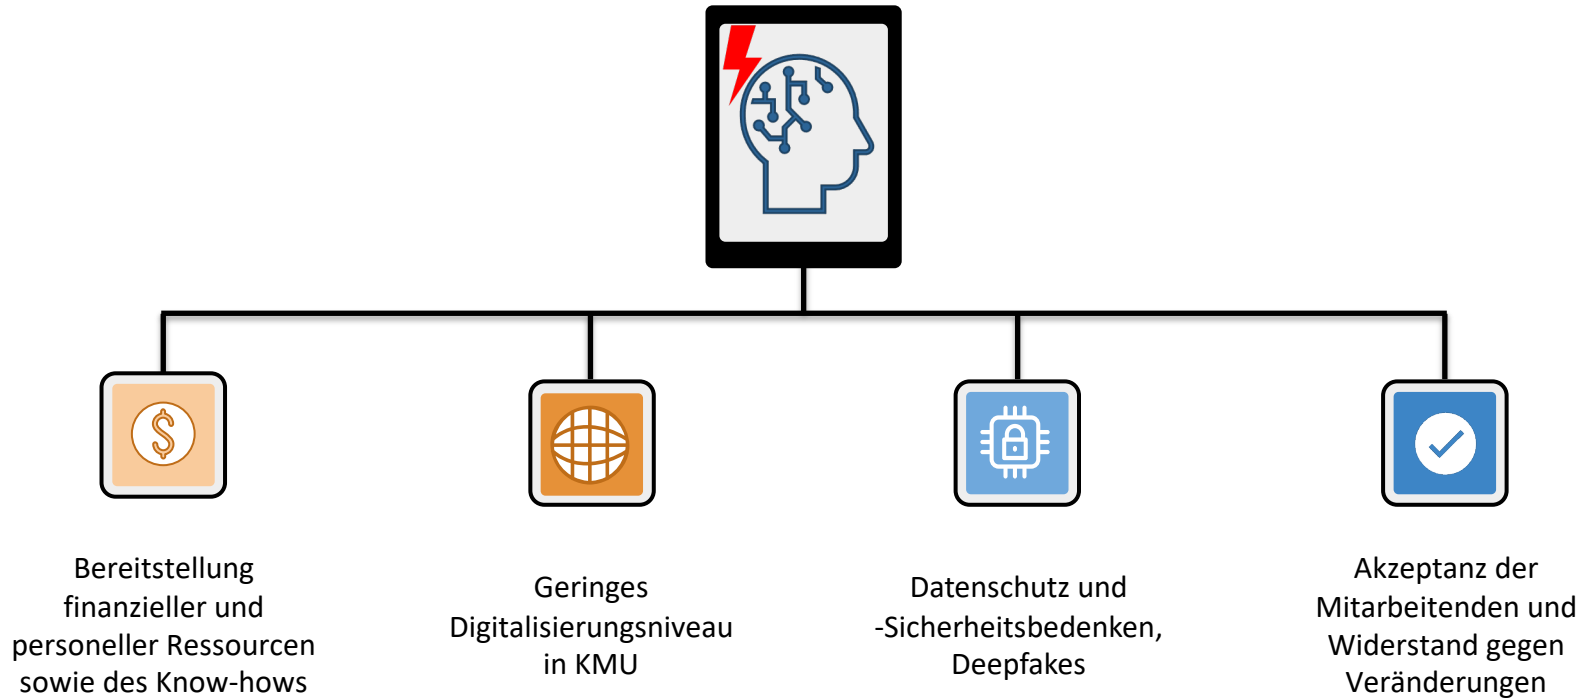 Bereitstellung
finanzieller und
personeller Ressourcen
sowie des Know-hows
Geringes
Digitalisierungsniveau
in KMU
Datenschutz und
-Sicherheitsbedenken,
Deepfakes
Akzeptanz der
Mitarbeitenden und
Widerstand gegen
Veränderungen